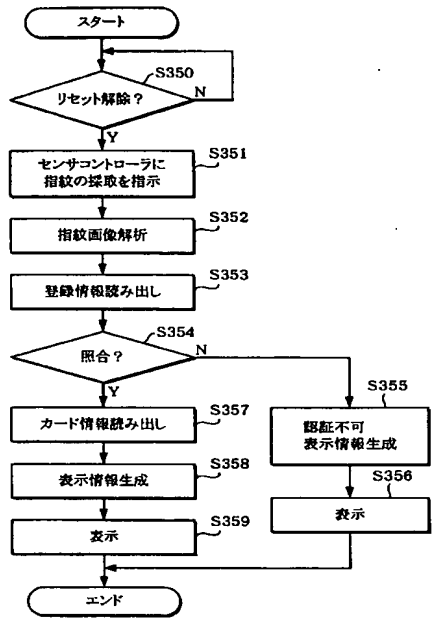 スタート
S350
リセット解除?
N
Y
S351
センサコントローラに
指紋の採取を指示
S352
指紋画像解析
S353
登録情報読み出し
S354
照合?
N
Y
S355
認証不可
表示情報生成
S356
表示
S357
カード情報読み出し
S358
表示情報生成
S359
表示
エンド